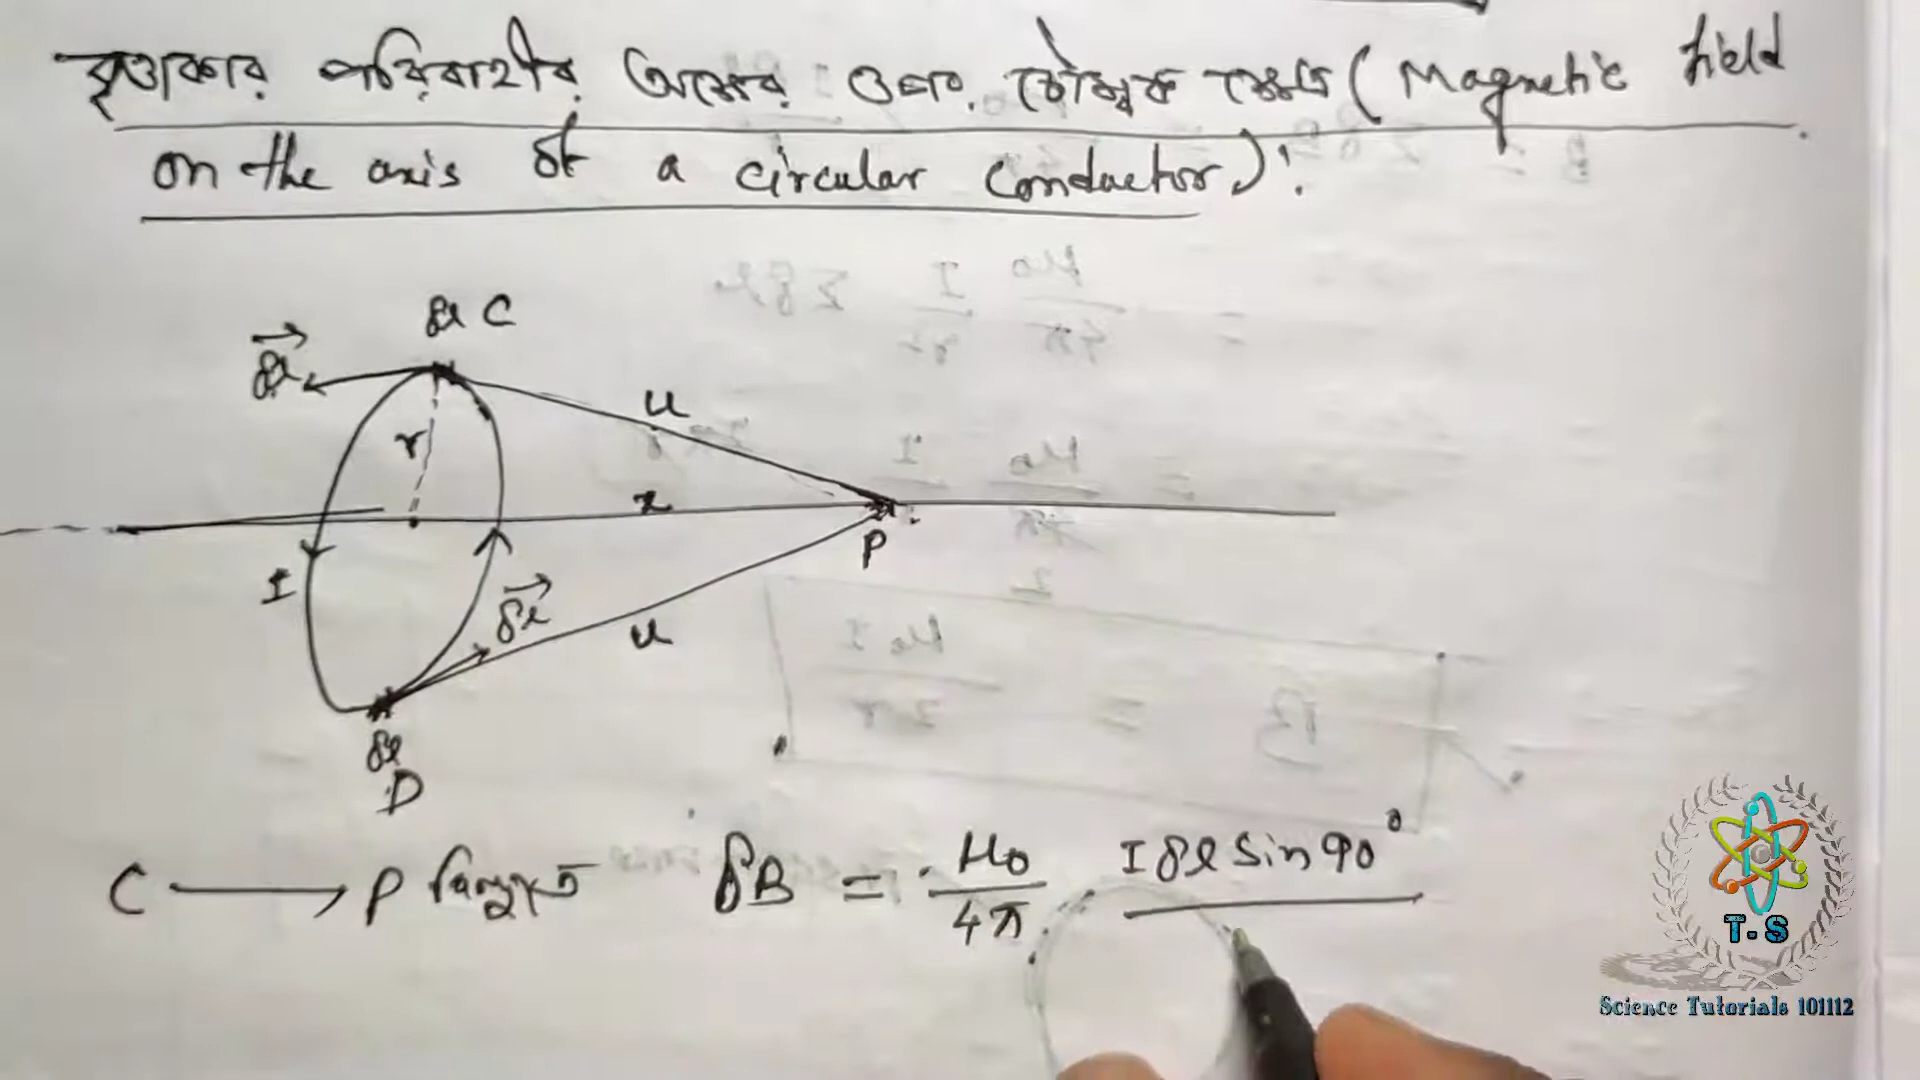 বৃত্তাকার পরিবাহীর অক্ষের ওপর চৌম্বক ক্ষেত্র (Magnetic field
on the axis of a circular conductor):
δl C
δl
r
u
x
P
I
δl
u
δl
D
C ⟶ P বিন্দুতে δB = μ₀/4π I δl sin 90°
T.S
Science Tutorials 101112